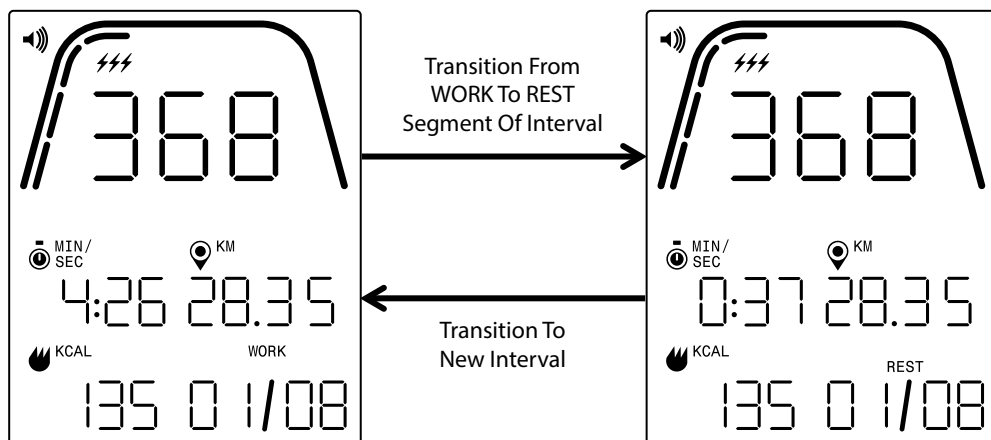 368
MIN/
SEC
KM
4:26 28.35
KCAL
WORK
135 01/08
Transition From
WORK To REST
Segment Of Interval
Transition To
New Interval
368
MIN/
SEC
KM
0:37 28.35
KCAL
REST
135 01/08